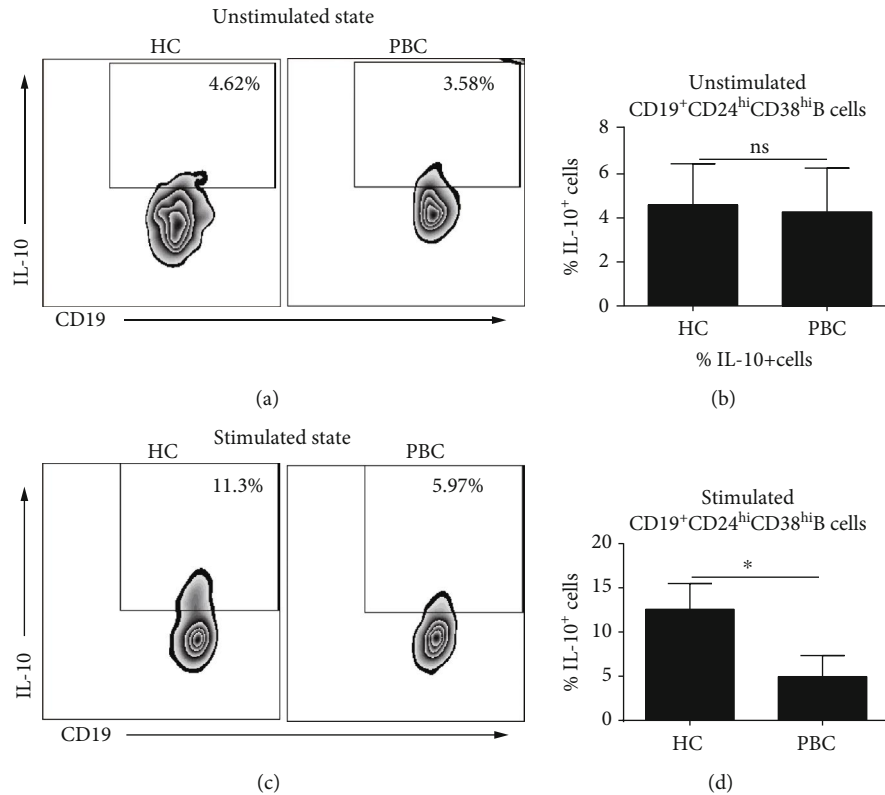 Unstimulated state
HC
PBC
4.62%
3.58%
IL-10
CD19
(a)
Unstimulated
CD19⁺CD24ʰⁱCD38ʰⁱB cells
8
6
4
2
0
ns
% IL-10⁺ cells
HC
PBC
% IL-10+cells
(b)
Stimulated state
HC
PBC
11.3%
5.97%
IL-10
CD19
(c)
Stimulated
CD19⁺CD24ʰⁱCD38ʰⁱB cells
20
15
10
5
0
*
% IL-10⁺ cells
HC
PBC
(d)